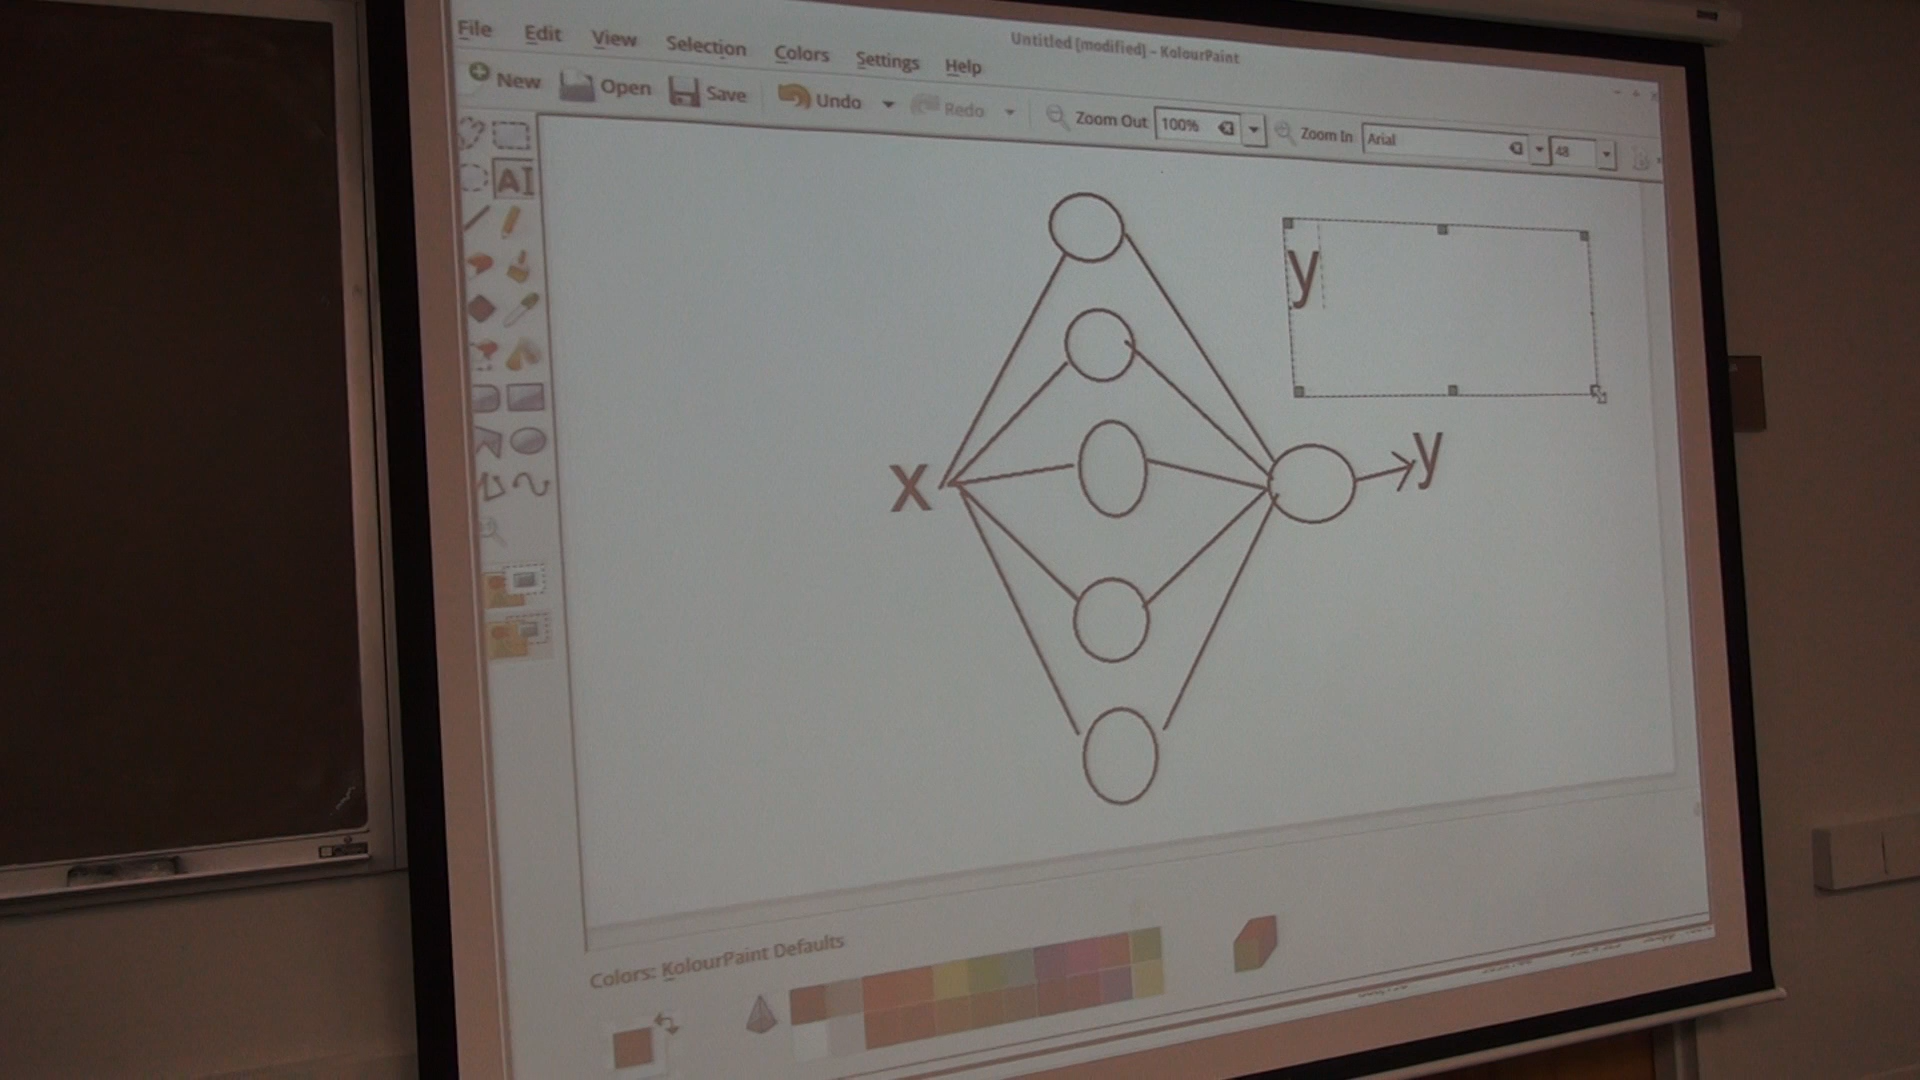 Untitled [modified] – KolourPaint
File Edit View Selection Colors Settings Help
New Open Save Undo Redo Zoom Out 100% Zoom In Arial 48
AI
y
x
y
Colors: KolourPaint Defaults